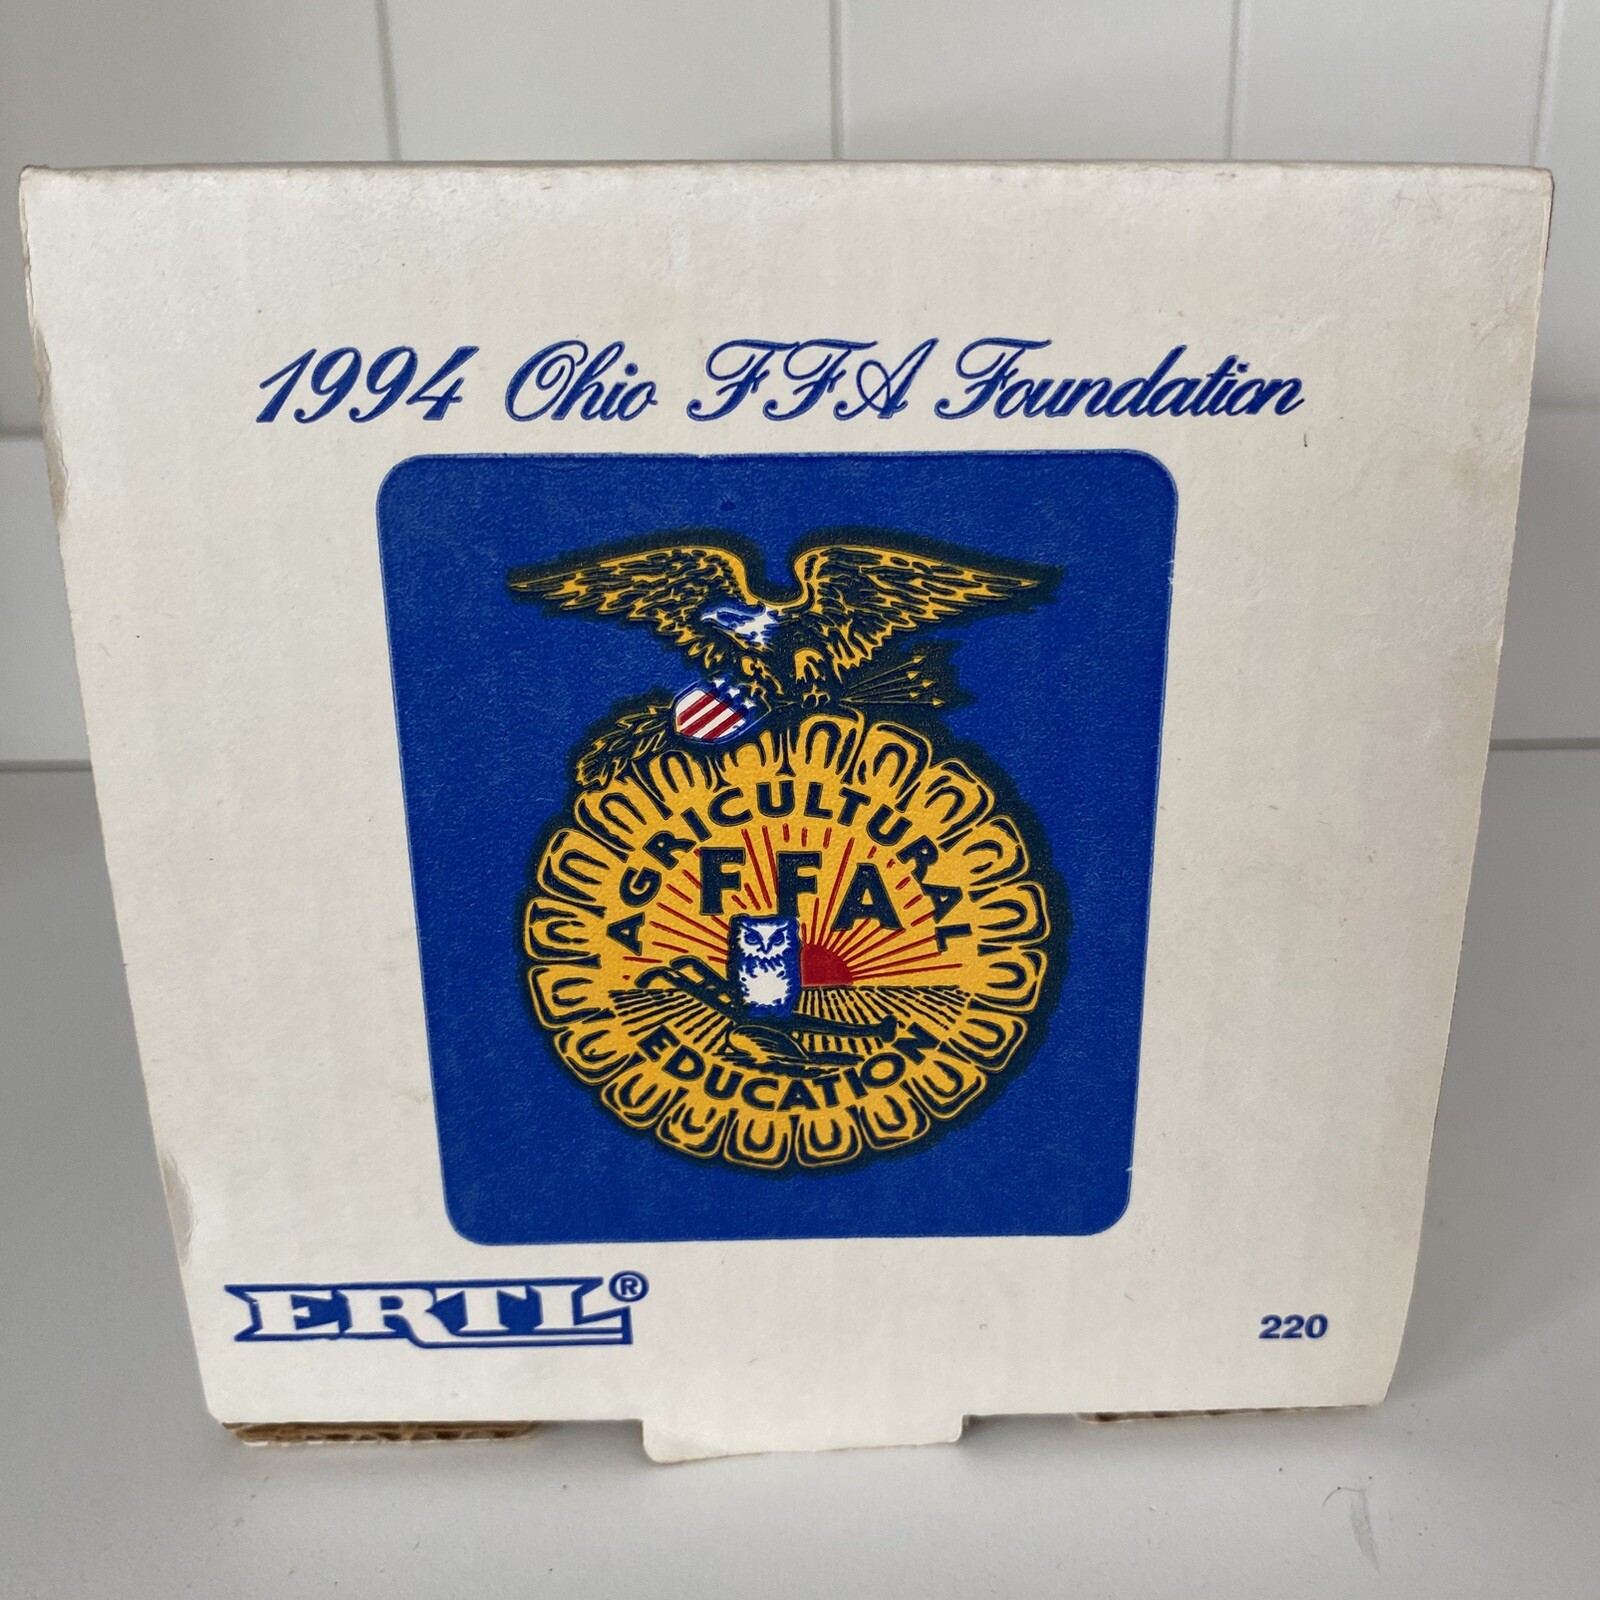 1994 Ohio FFA Foundation
AGRICULTURAL
FFA
EDUCATION
ERTL®
220